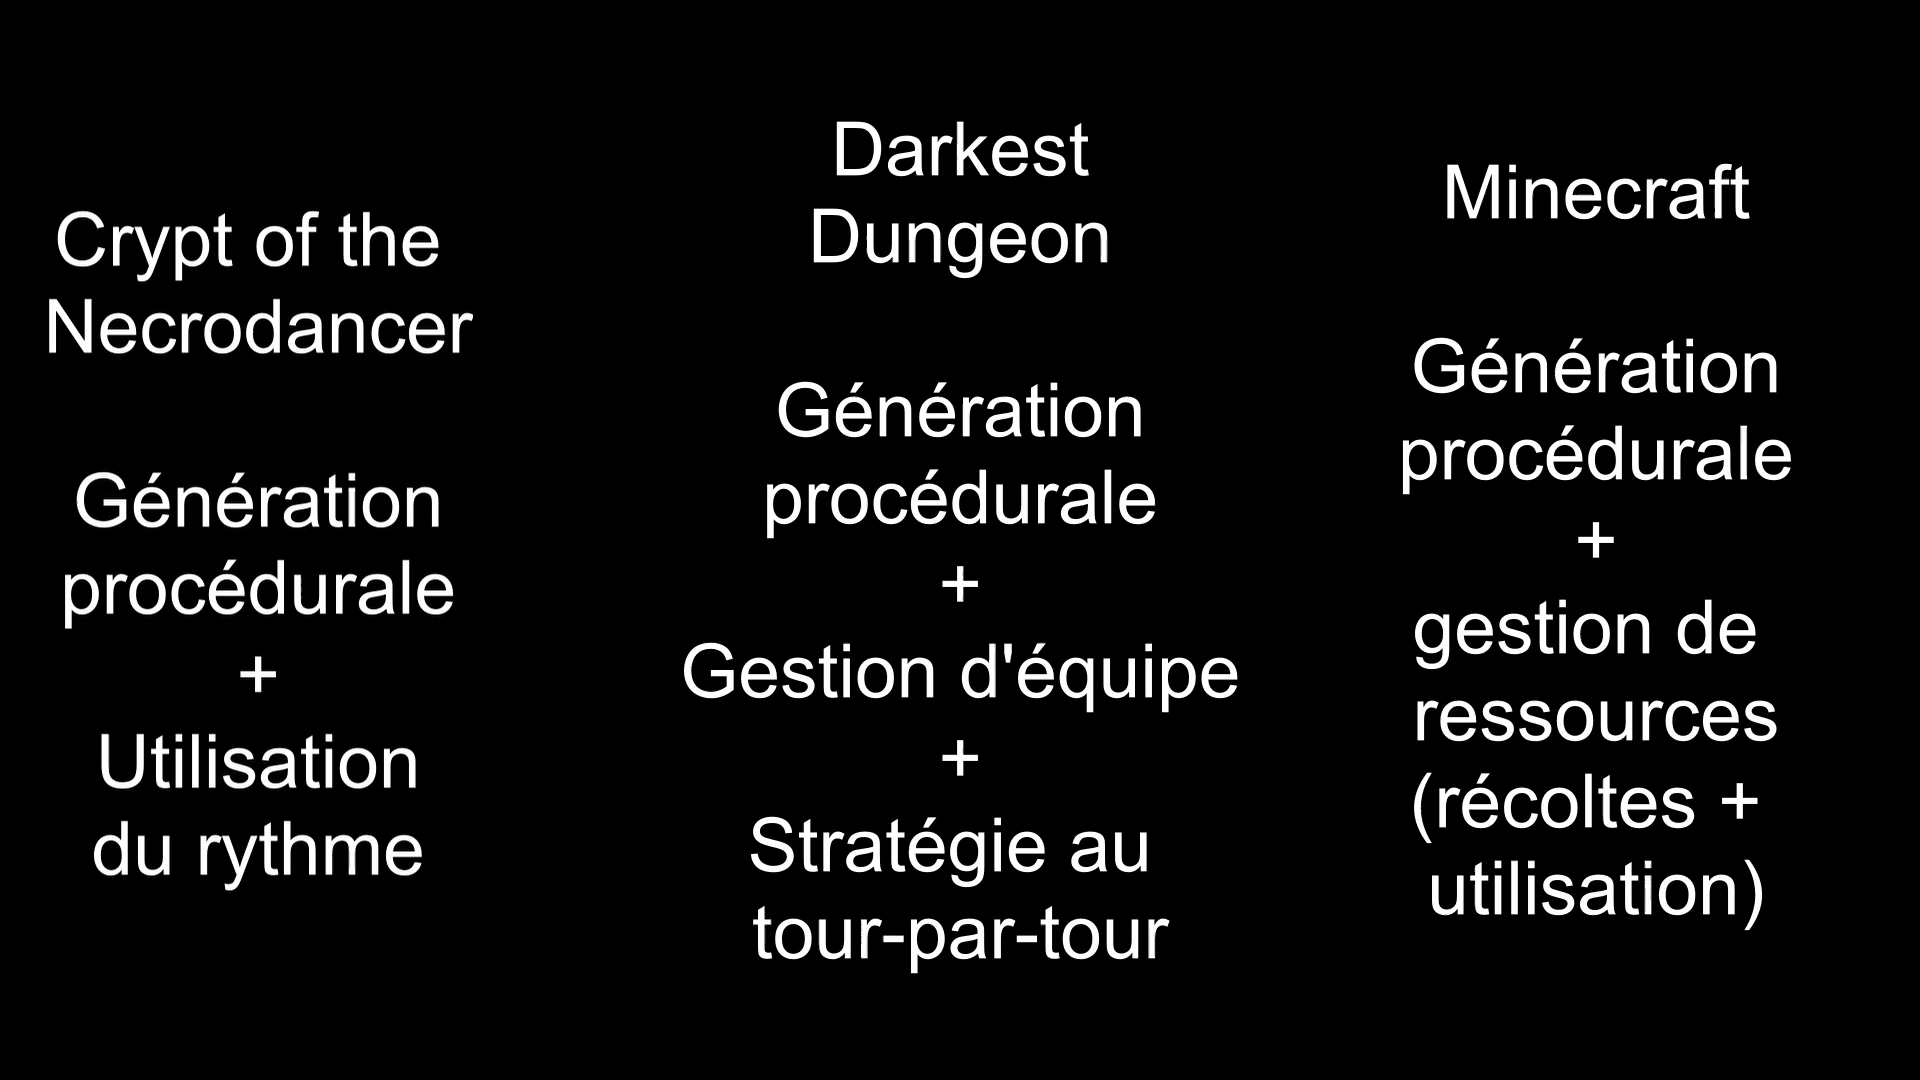 Crypt of the
Necrodancer
Génération
procédurale
+
Utilisation
du rythme
Darkest
Dungeon
Génération
procédurale
+
Gestion d'équipe
+
Stratégie au
tour-par-tour
Minecraft
Génération
procédurale
+
gestion de
ressources
(récoltes +
utilisation)